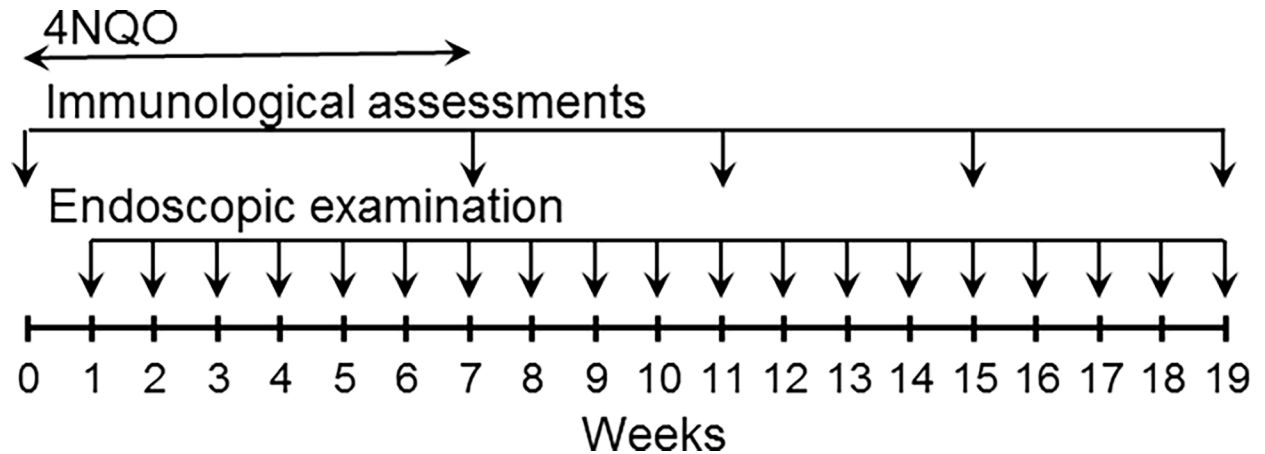 4NQO
Immunological assessments
Endoscopic examination
0 1 2 3 4 5 6 7 8 9 10 11 12 13 14 15 16 17 18 19
Weeks